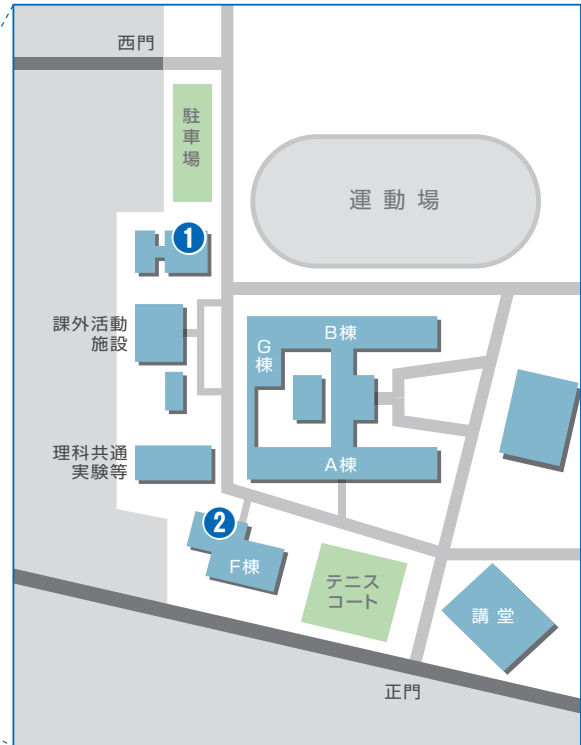 西門
駐車場
運動場
1
課外活動
施設
B棟
G棟
理科共通
実験等
A棟
2
F棟
テニス
コート
講堂
正門